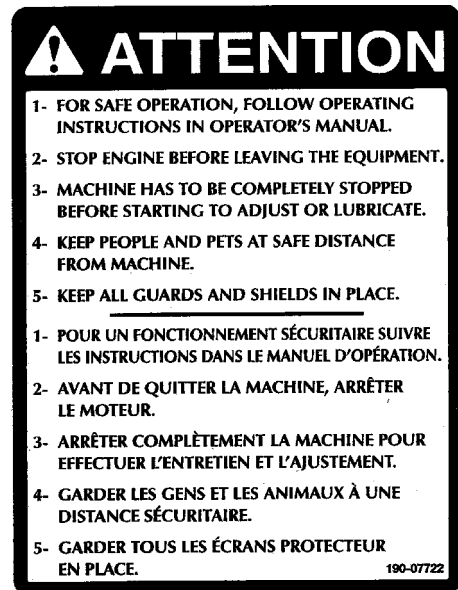 ATTENTION
1- FOR SAFE OPERATION, FOLLOW OPERATING
INSTRUCTIONS IN OPERATOR'S MANUAL.
2- STOP ENGINE BEFORE LEAVING THE EQUIPMENT.
3- MACHINE HAS TO BE COMPLETELY STOPPED
BEFORE STARTING TO ADJUST OR LUBRICATE.
4- KEEP PEOPLE AND PETS AT SAFE DISTANCE
FROM MACHINE.
5- KEEP ALL GUARDS AND SHIELDS IN PLACE.
1- POUR UN FONCTIONNEMENT SÉCURITAIRE SUIVRE
LES INSTRUCTIONS DANS LE MANUEL D'OPÉRATION.
2- AVANT DE QUITTER LA MACHINE, ARRÊTER
LE MOTEUR.
3- ARRÊTER COMPLÈTEMENT LA MACHINE POUR
EFFECTUER L'ENTRETIEN ET L'AJUSTEMENT.
4- GARDER LES GENS ET LES ANIMAUX À UNE
DISTANCE SÉCURITAIRE.
5- GARDER TOUS LES ÉCRANS PROTECTEUR
EN PLACE. 190-07722